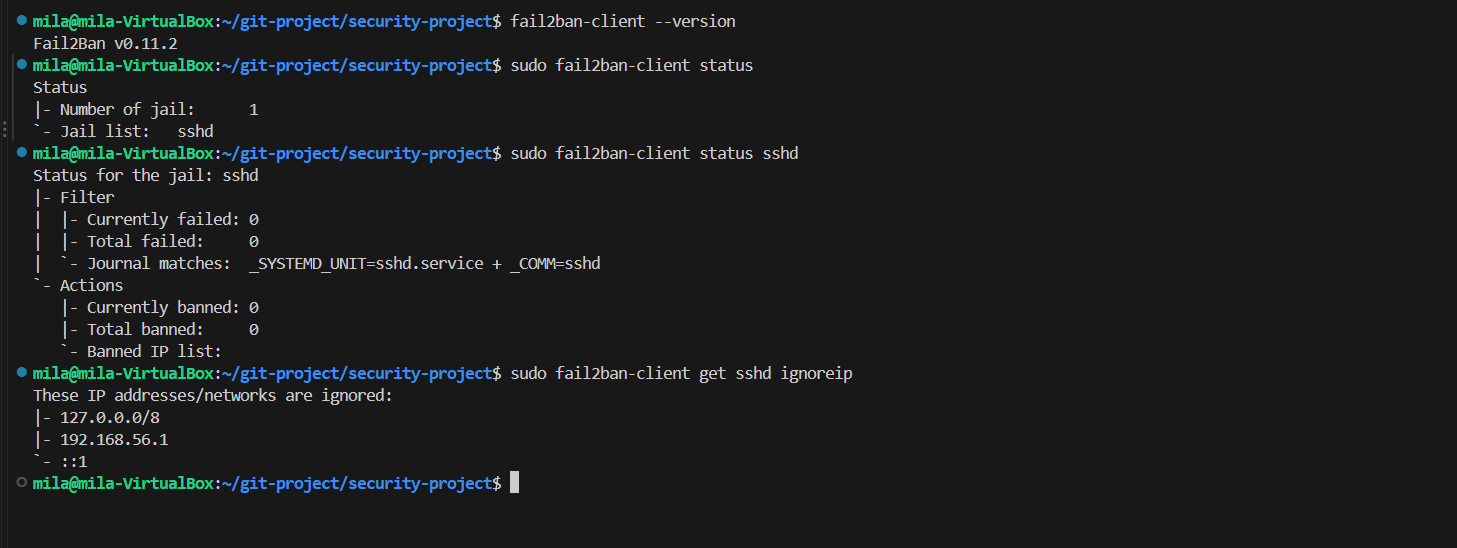 mila@mila-VirtualBox:~/git-project/security-project$ fail2ban-client --version
Fail2Ban v0.11.2
mila@mila-VirtualBox:~/git-project/security-project$ sudo fail2ban-client status
Status
|- Number of jail:      1
`- Jail list:   sshd
mila@mila-VirtualBox:~/git-project/security-project$ sudo fail2ban-client status sshd
Status for the jail: sshd
|- Filter
|  |- Currently failed: 0
|  |- Total failed:     0
|  `- Journal matches:  _SYSTEMD_UNIT=sshd.service + _COMM=sshd
`- Actions
   |- Currently banned: 0
   |- Total banned:     0
   `- Banned IP list:
mila@mila-VirtualBox:~/git-project/security-project$ sudo fail2ban-client get sshd ignoreip
These IP addresses/networks are ignored:
|- 127.0.0.0/8
|- 192.168.56.1
`- ::1
mila@mila-VirtualBox:~/git-project/security-project$